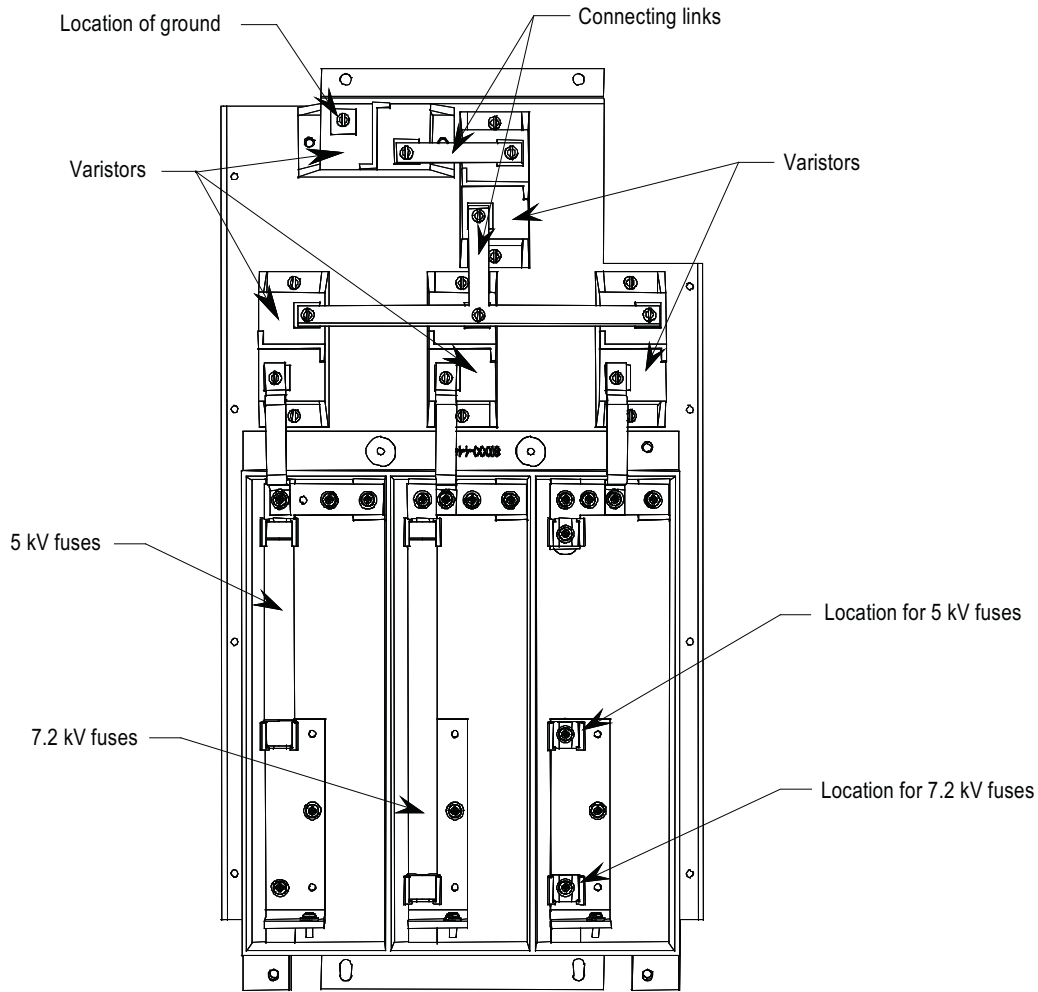 Location of ground
Connecting links
Varistors
Varistors
5 kV fuses
Location for 5 kV fuses
7.2 kV fuses
Location for 7.2 kV fuses